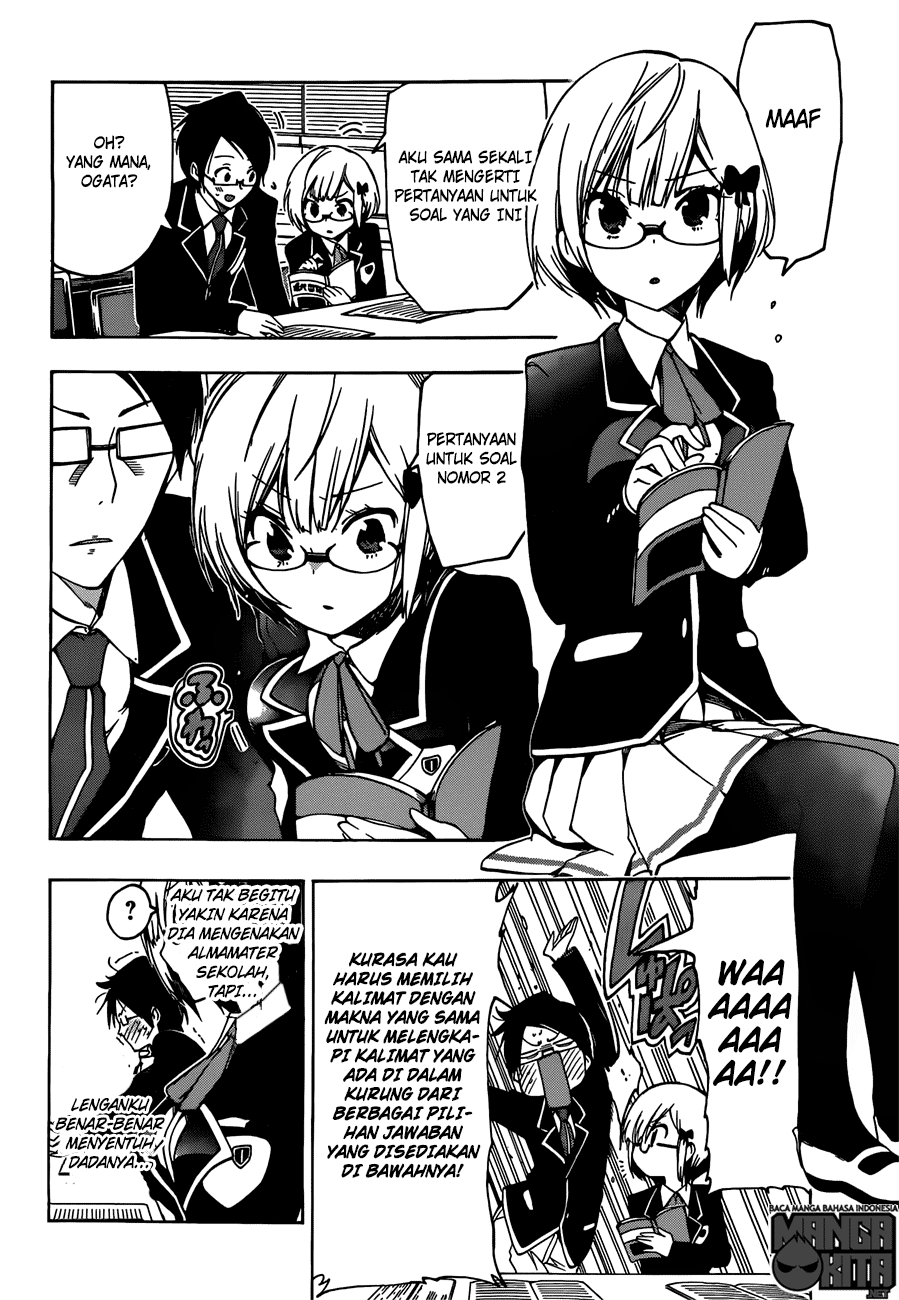 MAAF
AKU SAMA SEKALI
TAK MENGERTI
PERTANYAAN UNTUK
SOAL YANG INI
OH?
YANG MANA,
OGATA?
PERTANYAAN
UNTUK SOAL
NOMOR 2
WAA
AAAAA
AAAA
AA!!
KURASA KAU
HARUS MEMILIH
KALIMAT DENGAN
MAKNA YANG SAMA
UNTUK MELENGKA-
PI KALIMAT YANG
ADA DI DALAM
KURUNG DARI
BERBAGAI PILI-
HAN JAWABAN
YANG DISEDIAKAN
DI BAWAHNYA!
AKU TAK BEGITU
YAKIN KARENA
DIA MENGENAKAN
ALMAMATER
SEKOLAH,
TAPI...
?
LENGANKU
BENAR-BENAR
MENYENTUH
DADANYA...
BACA MANGA BAHASA INDONESIA
MANGA
KITA
.NET